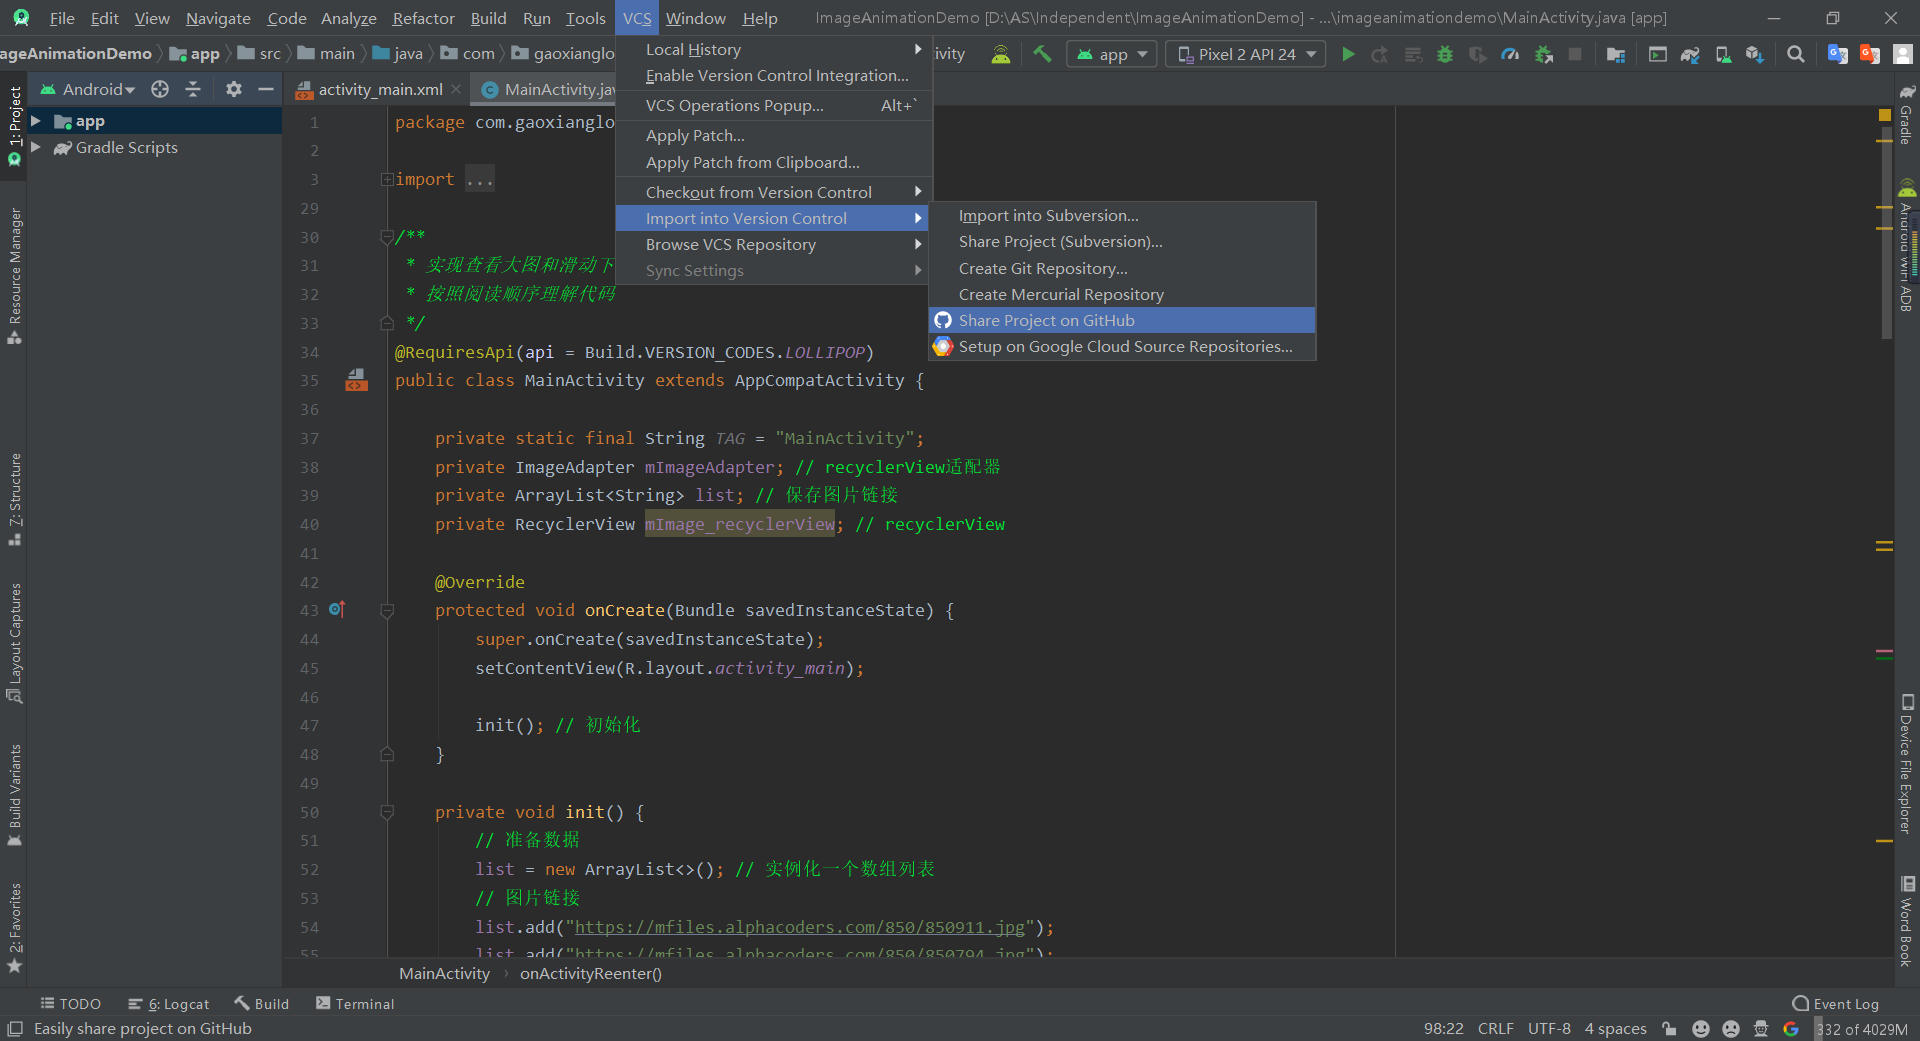 File Edit View Navigate Code Analyze Refactor Build Run Tools VCS Window Help ImageAnimationDemo [D:\AS\Independent\ImageAnimationDemo] - ...\imageanimationdemo\MainActivity.java [app]
ageAnimationDemo app src main java com gaoxianglo ivity app Pixel 2 API 24
Android activity_main.xml MainActivity.jav
app
Gradle Scripts
Local History
Enable Version Control Integration...
VCS Operations Popup... Alt+`
Apply Patch...
Apply Patch from Clipboard...
Checkout from Version Control
Import into Version Control
Browse VCS Repository
Sync Settings
Import into Subversion...
Share Project (Subversion)...
Create Git Repository...
Create Mercurial Repository
Share Project on GitHub
Setup on Google Cloud Source Repositories...
1 package com.gaoxianglo
2
3 import ...
29
30 /**
31 * 实现查看大图和滑动下
32 * 按照阅读顺序理解代码
33 */
34 @RequiresApi(api = Build.VERSION_CODES.LOLLIPOP)
35 public class MainActivity extends AppCompatActivity {
36
37 private static final String TAG = "MainActivity";
38 private ImageAdapter mImageAdapter; // recyclerView适配器
39 private ArrayList<String> list; // 保存图片链接
40 private RecyclerView mImage_recyclerView; // recyclerView
41
42 @Override
43 protected void onCreate(Bundle savedInstanceState) {
44 super.onCreate(savedInstanceState);
45 setContentView(R.layout.activity_main);
46
47 init(); // 初始化
48 }
49
50 private void init() {
51 // 准备数据
52 list = new ArrayList<>(); // 实例化一个数组列表
53 // 图片链接
54 list.add("https://mfiles.alphacoders.com/850/850911.jpg");
55 list.add("https://mfiles.alphacoders.com/850/850794.jpg");
MainActivity › onActivityReenter()
1: Project
Resource Manager
7: Structure
Layout Captures
Build Variants
2: Favorites
Gradle
Android Wifi ADB
Device File Explorer
Word Book
TODO 6: Logcat Build Terminal Event Log
Easily share project on GitHub 98:22 CRLF UTF-8 4 spaces 332 of 4029M